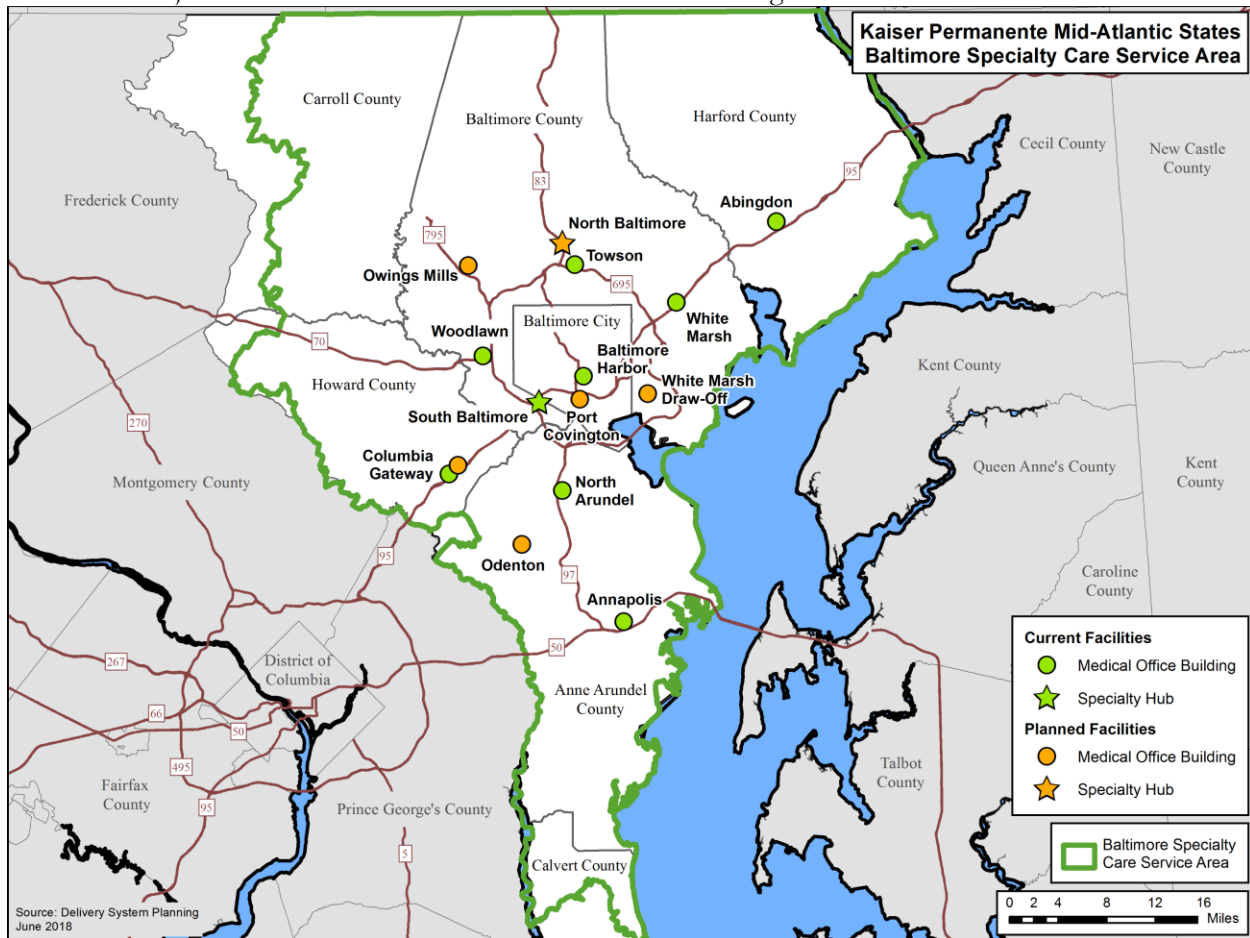 Kaiser Permanente Mid-Atlantic States
Baltimore Specialty Care Service Area
Carroll County
Baltimore County
Harford County
Cecil County
New Castle
County
Frederick County
83
95
Abingdon
North Baltimore
795
Towson
Owings Mills
695
Baltimore City
White
Marsh
Woodlawn
70
Baltimore
Harbor
Kent County
Howard County
White Marsh
Draw-Off
South Baltimore
Port
Covington
270
Columbia
Gateway
Queen Anne's County
Kent
County
Montgomery County
North
Arundel
95
Odenton
97
Caroline
County
Annapolis
50
District of
Columbia
267
66
50
Anne Arundel
County
495
Fairfax
County
95
Prince George's County
Talbot
County
5
Calvert County
Current Facilities
Medical Office Building
Specialty Hub
Planned Facilities
Medical Office Building
Specialty Hub
Baltimore Specialty
Care Service Area
0 2 4 8 12 16
Miles
Source: Delivery System Planning
June 2018